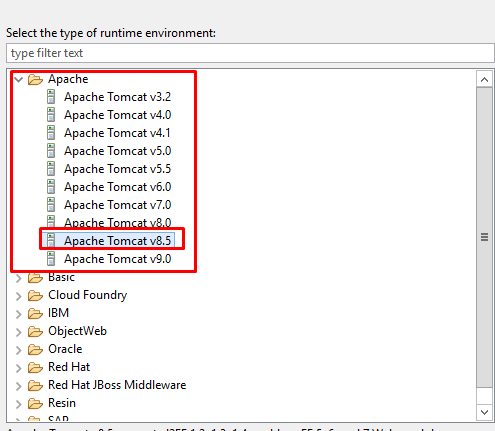 Select the type of runtime environment:
type filter text
Apache
Apache Tomcat v3.2
Apache Tomcat v4.0
Apache Tomcat v4.1
Apache Tomcat v5.0
Apache Tomcat v5.5
Apache Tomcat v6.0
Apache Tomcat v7.0
Apache Tomcat v8.0
Apache Tomcat v8.5
Apache Tomcat v9.0
Basic
Cloud Foundry
IBM
ObjectWeb
Oracle
Red Hat
Red Hat JBoss Middleware
Resin
SAP